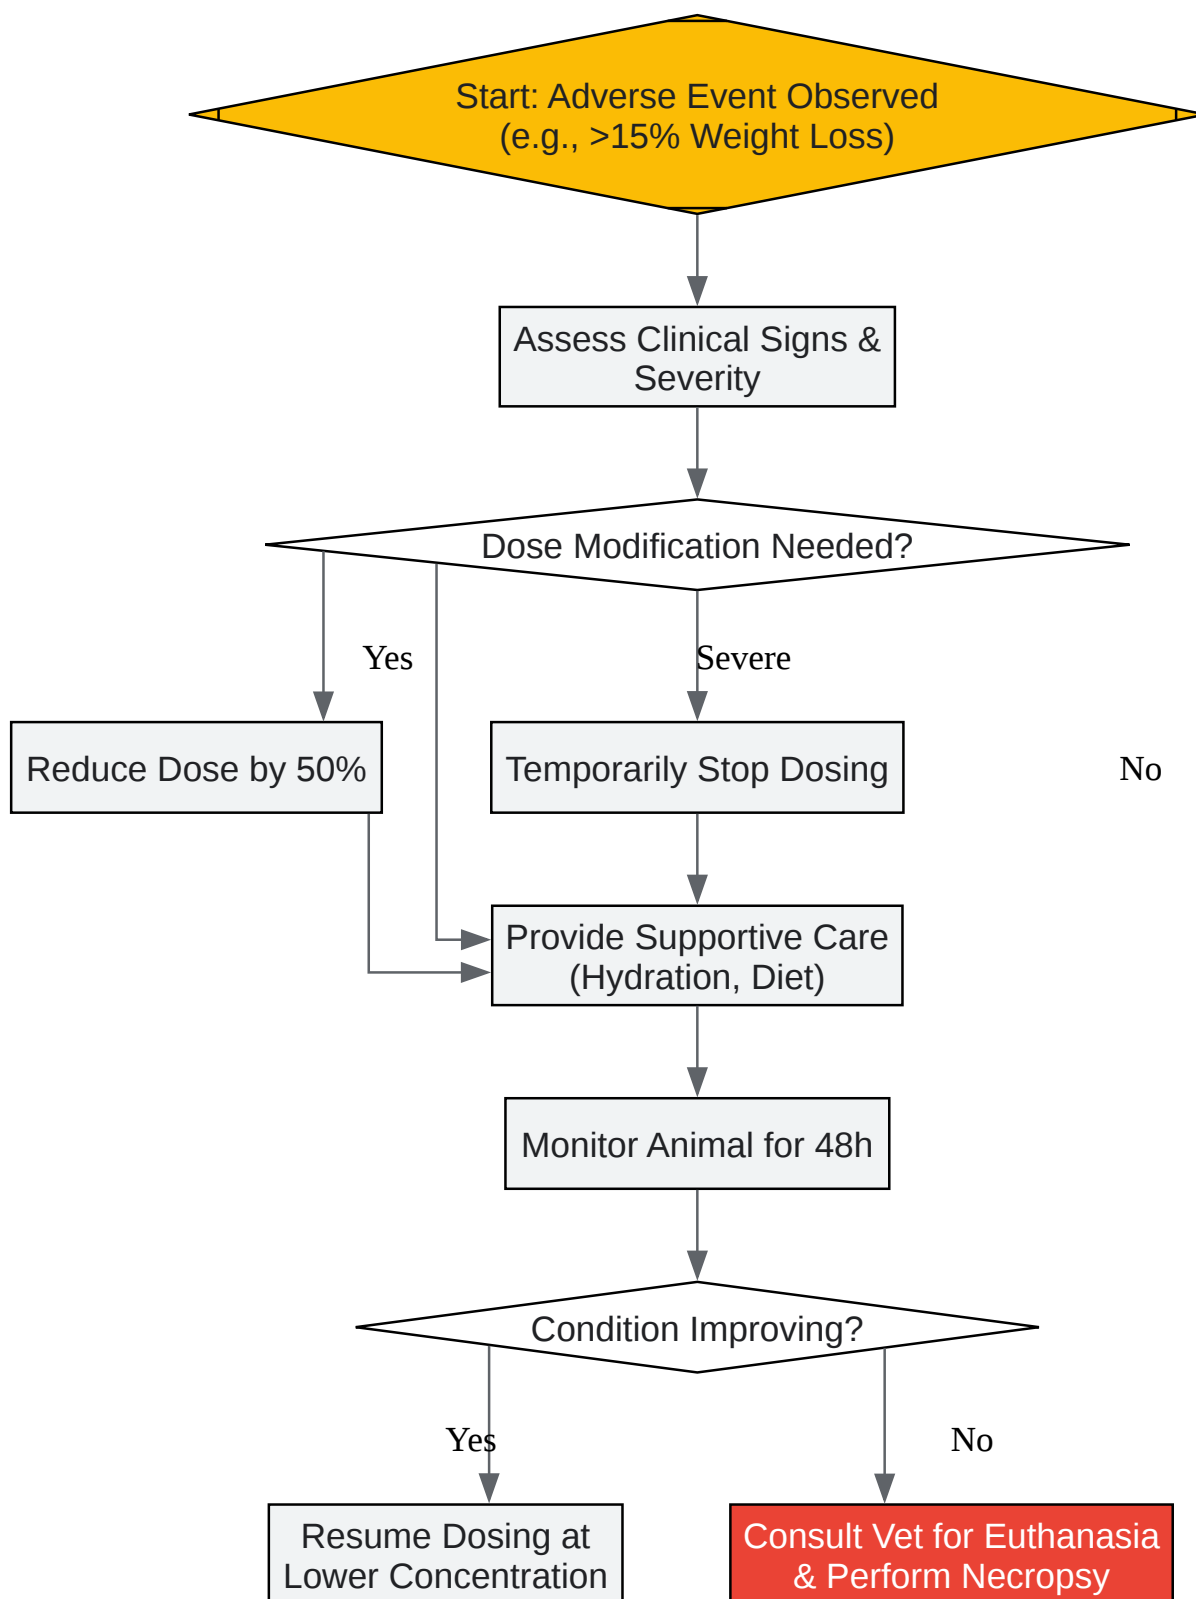 Start: Adverse Event Observed
(e.g., >15% Weight Loss)
Assess Clinical Signs &
Severity
Dose Modification Needed?
Yes
Severe
Reduce Dose by 50%
Temporarily Stop Dosing
No
Provide Supportive Care
(Hydration, Diet)
Monitor Animal for 48h
Condition Improving?
Yes
No
Resume Dosing at
Lower Concentration
Consult Vet for Euthanasia
& Perform Necropsy